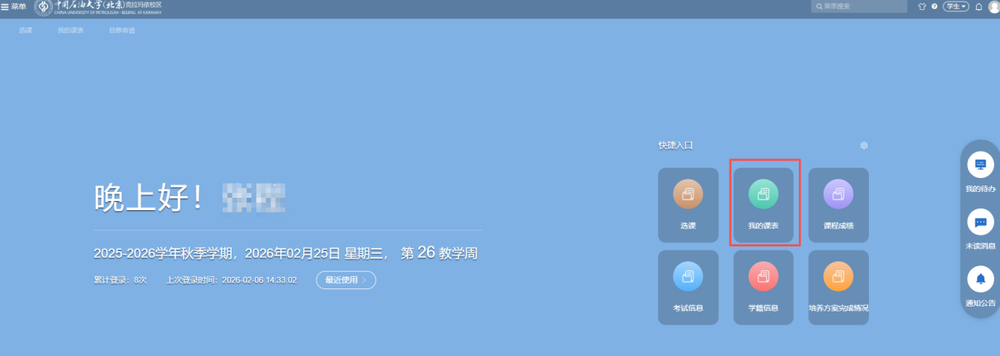 菜单
中国石油大学(北京)克拉玛依校区
CHINA UNIVERSITY OF PETROLEUM - BEIJING AT KARAMAY
菜单搜索
学生
选课 我的课表 自修申请
快捷入口
晚上好！
选课 我的课表 课程成绩
我的待办
2025-2026学年秋季学期，2026年02月25日 星期三， 第 26 教学周
未读消息
累计登录：8次 上次登录时间：2026-02-06 14:33:02 最近使用
考试信息 学籍信息 培养方案完成情况
通知公告